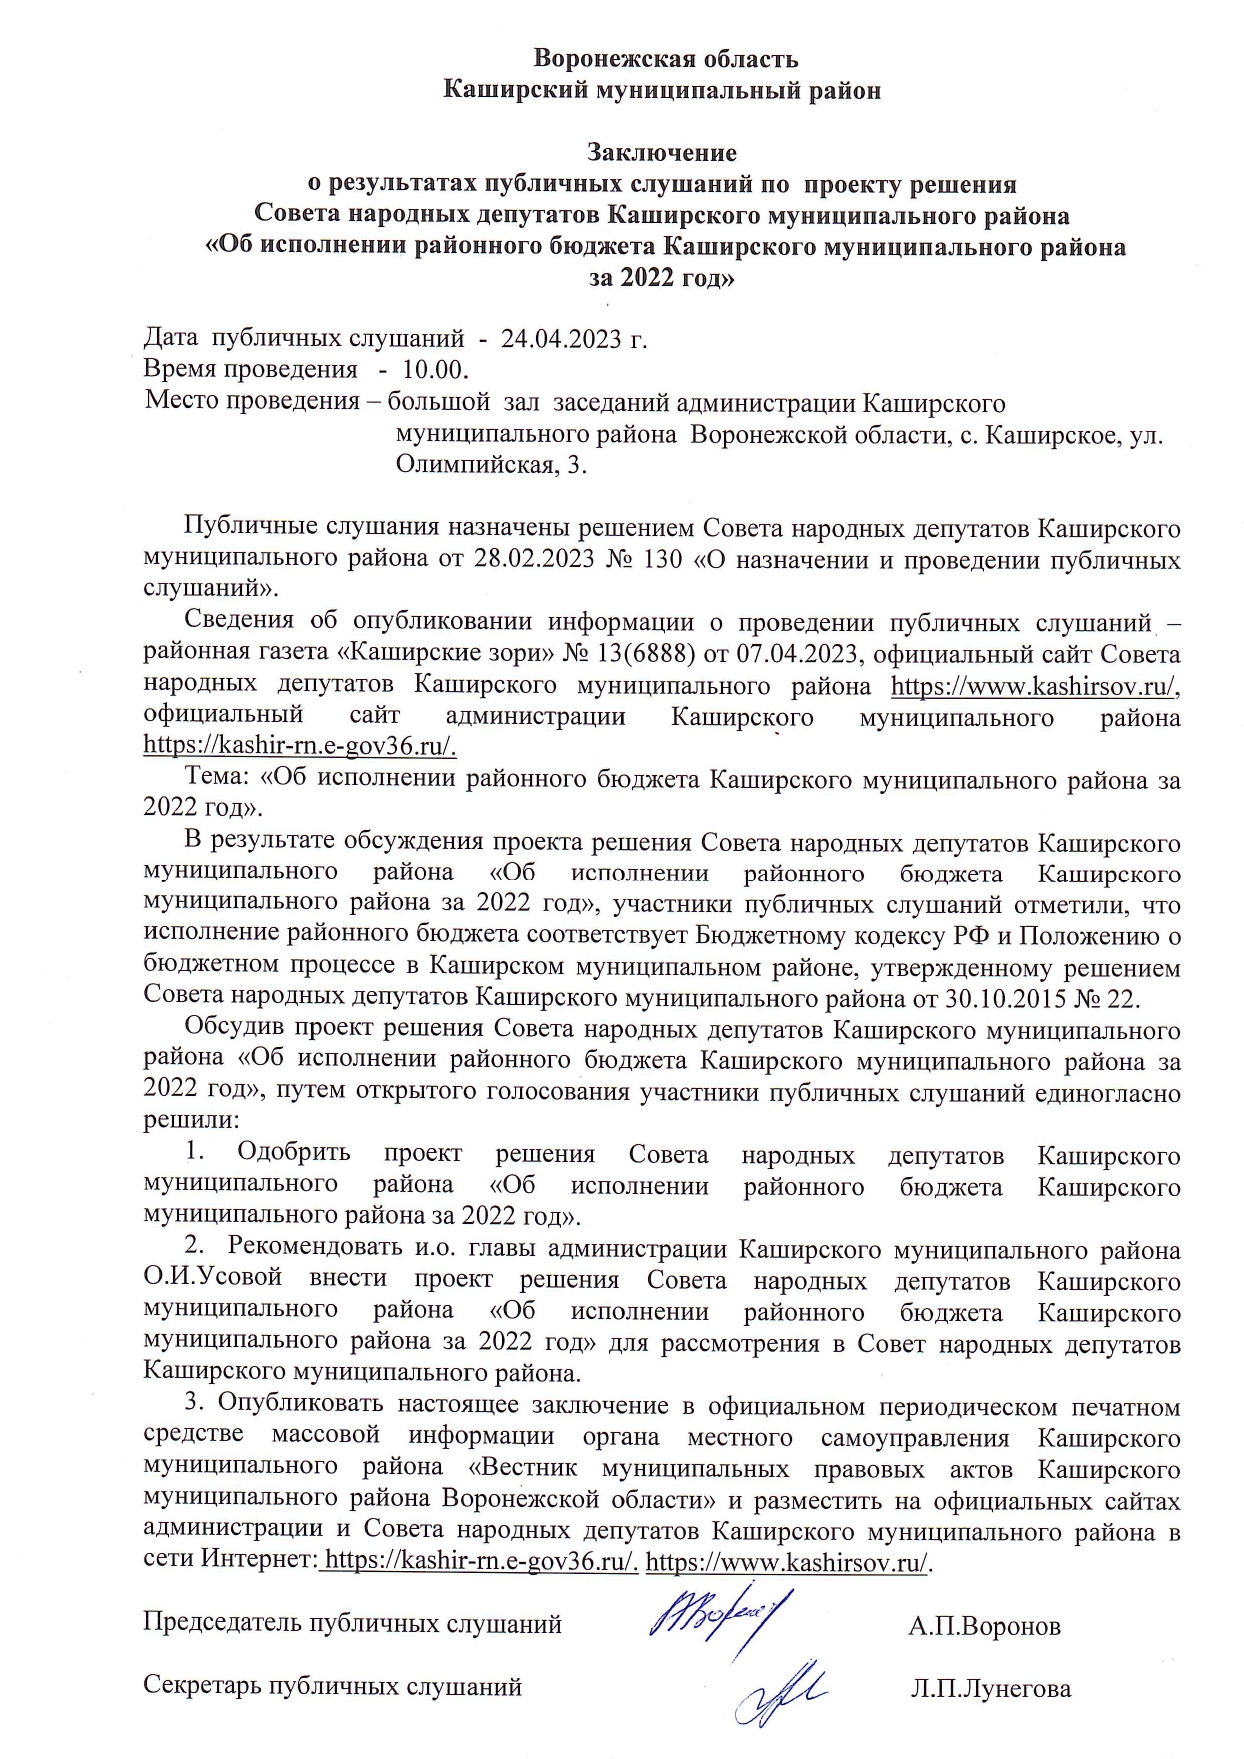 Воронежская область
Каширский муниципальный район
Заключение
о результатах публичных слушаний по проекту решения
Совета народных депутатов Каширского муниципального района
«Об исполнении районного бюджета Каширского муниципального района
за 2022 год»
Дата публичных слушаний - 24.04.2023 г.
Время проведения - 10.00.
Место проведения – большой зал заседаний администрации Каширского
муниципального района Воронежской области, с. Каширское, ул.
Олимпийская, 3.
Публичные слушания назначены решением Совета народных депутатов Каширского
муниципального района от 28.02.2023 № 130 «О назначении и проведении публичных
слушаний».
Сведения об опубликовании информации о проведении публичных слушаний –
районная газета «Каширские зори» № 13(6888) от 07.04.2023, официальный сайт Совета
народных депутатов Каширского муниципального района https://www.kashirsov.ru/,
официальный сайт администрации Каширского муниципального района
https://kashir-rn.e-gov36.ru/.
Тема: «Об исполнении районного бюджета Каширского муниципального района за
2022 год».
В результате обсуждения проекта решения Совета народных депутатов Каширского
муниципального района «Об исполнении районного бюджета Каширского
муниципального района за 2022 год», участники публичных слушаний отметили, что
исполнение районного бюджета соответствует Бюджетному кодексу РФ и Положению о
бюджетном процессе в Каширском муниципальном районе, утвержденному решением
Совета народных депутатов Каширского муниципального района от 30.10.2015 № 22.
Обсудив проект решения Совета народных депутатов Каширского муниципального
района «Об исполнении районного бюджета Каширского муниципального района за
2022 год», путем открытого голосования участники публичных слушаний единогласно
решили:
1. Одобрить проект решения Совета народных депутатов Каширского
муниципального района «Об исполнении районного бюджета Каширского
муниципального района за 2022 год».
2. Рекомендовать и.о. главы администрации Каширского муниципального района
О.И.Усовой внести проект решения Совета народных депутатов Каширского
муниципального района «Об исполнении районного бюджета Каширского
муниципального района за 2022 год» для рассмотрения в Совет народных депутатов
Каширского муниципального района.
3. Опубликовать настоящее заключение в официальном периодическом печатном
средстве массовой информации органа местного самоуправления Каширского
муниципального района «Вестник муниципальных правовых актов Каширского
муниципального района Воронежской области» и разместить на официальных сайтах
администрации и Совета народных депутатов Каширского муниципального района в
сети Интернет: https://kashir-rn.e-gov36.ru/. https://www.kashirsov.ru/.
Председатель публичных слушаний А.П.Воронов
Секретарь публичных слушаний Л.П.Лунегова